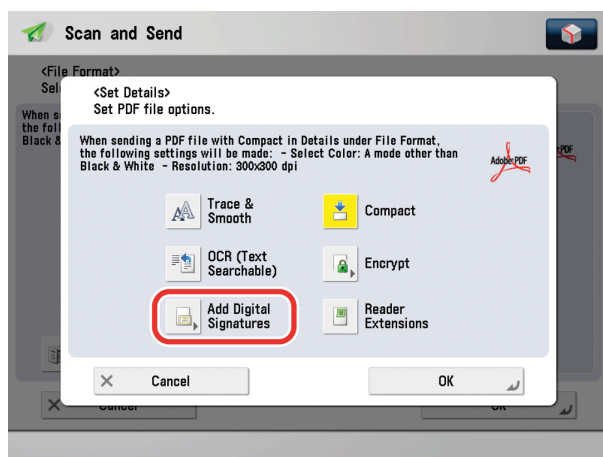 Scan and Send
<File Format>
Sel
<Set Details>
Set PDF file options.
When s
the foll
Black &
When sending a PDF file with Compact in Details under File Format,
the following settings will be made: - Select Color: A mode other than
Black & White - Resolution: 300x300 dpi
Adobe PDF
PDF
Trace &
Smooth
Compact
OCR (Text
Searchable)
Encrypt
Add Digital
Signatures
Reader
Extensions
Cancel
OK
Cancel
OK